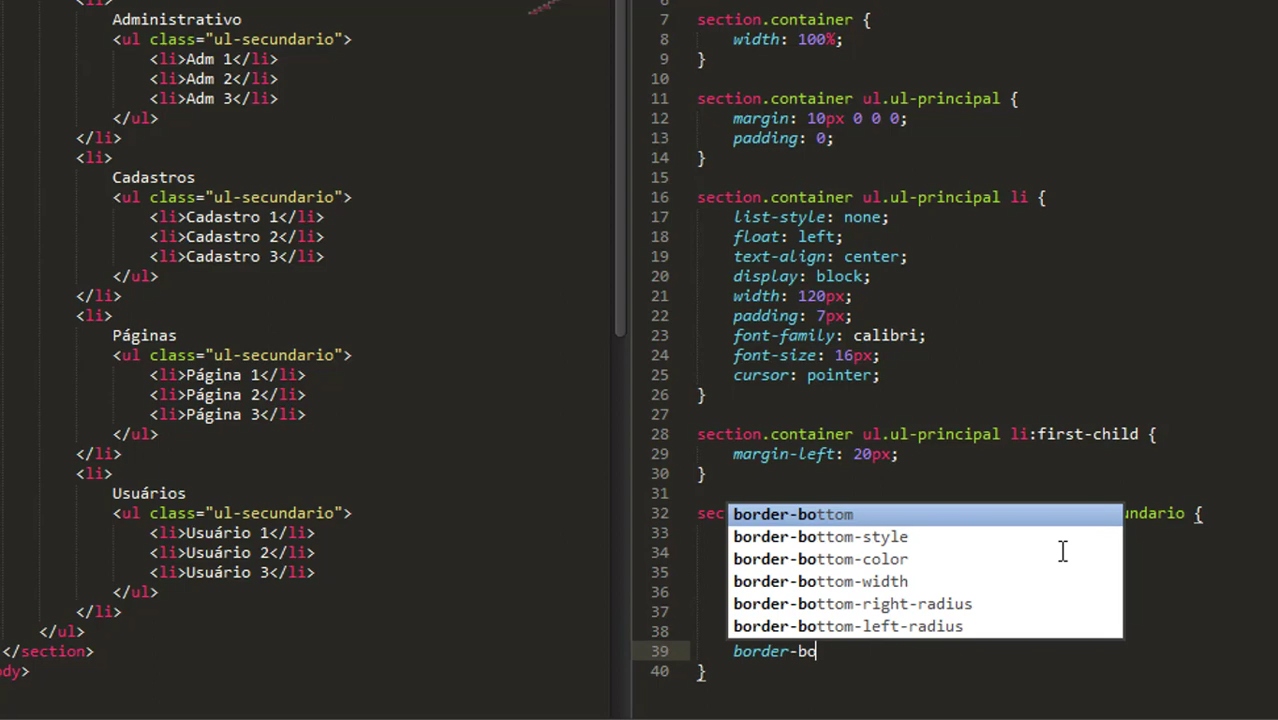 <li>
Administrativo
<ul class="ul-secundario">
<li>Adm 1</li>
<li>Adm 2</li>
<li>Adm 3</li>
</ul>
</li>
<li>
Cadastros
<ul class="ul-secundario">
<li>Cadastro 1</li>
<li>Cadastro 2</li>
<li>Cadastro 3</li>
</ul>
</li>
<li>
Páginas
<ul class="ul-secundario">
<li>Página 1</li>
<li>Página 2</li>
<li>Página 3</li>
</ul>
</li>
<li>
Usuários
<ul class="ul-secundario">
<li>Usuário 1</li>
<li>Usuário 2</li>
<li>Usuário 3</li>
</ul>
</li>
</ul>
</section>
ody>
6
7 section.container {
8 width: 100%;
9 }
10
11 section.container ul.ul-principal {
12 margin: 10px 0 0 0;
13 padding: 0;
14 }
15
16 section.container ul.ul-principal li {
17 list-style: none;
18 float: left;
19 text-align: center;
20 display: block;
21 width: 120px;
22 padding: 7px;
23 font-family: calibri;
24 font-size: 16px;
25 cursor: pointer;
26 }
27
28 section.container ul.ul-principal li:first-child {
29 margin-left: 20px;
30 }
31
32 sec undario {
33
34
35
36
37
38
border-bottom
border-bottom-style
border-bottom-color
border-bottom-width
border-bottom-right-radius
border-bottom-left-radius
39 border-bo
40 }